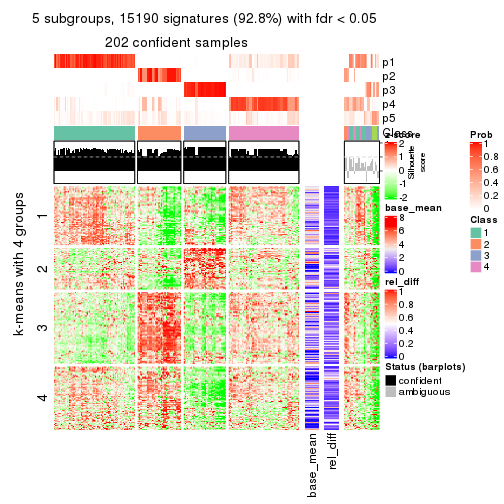 5 subgroups, 15190 signatures (92.8%) with fdr < 0.05
202 confident samples
p1
p2
p3
p4
p5
Class
Silhouette
score
k-means with 4 groups
1
2
3
4
base_mean
rel_diff
z-score
2
1
0
-1
-2
base_mean
8
6
4
2
0
rel_diff
1
0.8
0.6
0.4
0.2
0
Status (barplots)
confident
ambiguous
Prob
1
0.8
0.6
0.4
0.2
0
Class
1
2
3
4